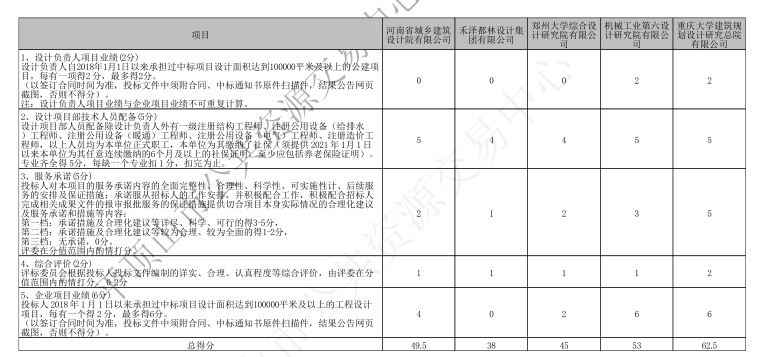 项目
河南省城乡建筑
设计院有限公司
禾泽都林设计集
团有限公司
郑州大学综合设
计研究院有限公
司
机械工业第六设
计研究院有限公
司
重庆大学建筑规
划设计研究总院
有限公司
1、设计负责人项目业绩(2分)
设计负责人自2018年1月1日以来承担过中标项目设计面积达到100000平米及以上的公建项
目，每有一项得2 分，最多得2分。
(以签订合同时间为准，投标文件中须附合同、中标通知书原件扫描件，结果公告网页
截图，否则不得分) 。
注：设计负责人项目业绩与企业项目业绩不可重复计算。
0
0
0
2
2
2、设计项目部技术人员配备(5分)
设计项目部人员配备除设计负责人外有一级注册结构工程师、注册公用设备（给排水
）工程师、注册公用设备（暖通）工程师、注册公用设备（电气）工程师、注册造价工
程师。以上人员均为本单位正式职工，本单位为其缴纳了社保（须提供 2021 年 1月 1日
以来本单位为其任意连续缴纳的6个月及以上的社保证明，至少应包括养老保险证明）。
专业齐全得 5分，每缺一个专业扣 1 分，扣完为止。
5
4
4
5
5
3、服务承诺(5分)
投标人对本项目的服务承诺内容的全面完整性、合理性、科学性、可实施性计、后续服
务的安排及保证措施；承诺服从招标人的工作安排，并积极配合工作，积极配合招标人
完成相关成果文件的报审报批服务的保证措施提供切合项目本身实际情况的合理化建议
及服务承诺和措施等内容:
第一档：承诺措施及合理化建议等详尽、科学、可行的得3-5分，
第二档：承诺措施及合理化建议等较为合理、较为全面的得1-2分，
第三档：无承诺，0分。
评委在分值范围内酌情打分。
2
1
2
3
5
4、综合评价(2分)
评标委员会根据投标人投标文件编制的详实、合理、认真程度等综合评价，由评委在分
值范围内酌情打分。0-2分
1
1
1
1
2
5、企业项目业绩(6分)
投标人 2018 年 1 月 1日以来承担过中标项目设计面积达到100000平米及以上的工程设计
项目，每有一个得 2 分，最多得6分。
(以签订合同时间为准，投标文件中须附合同、中标通知书原件扫描件，结果公告网页
截图，否则不得分) 。
4
0
2
6
6
总得分
49.5
38
45
53
62.5
平顶山市公共资源交易中心